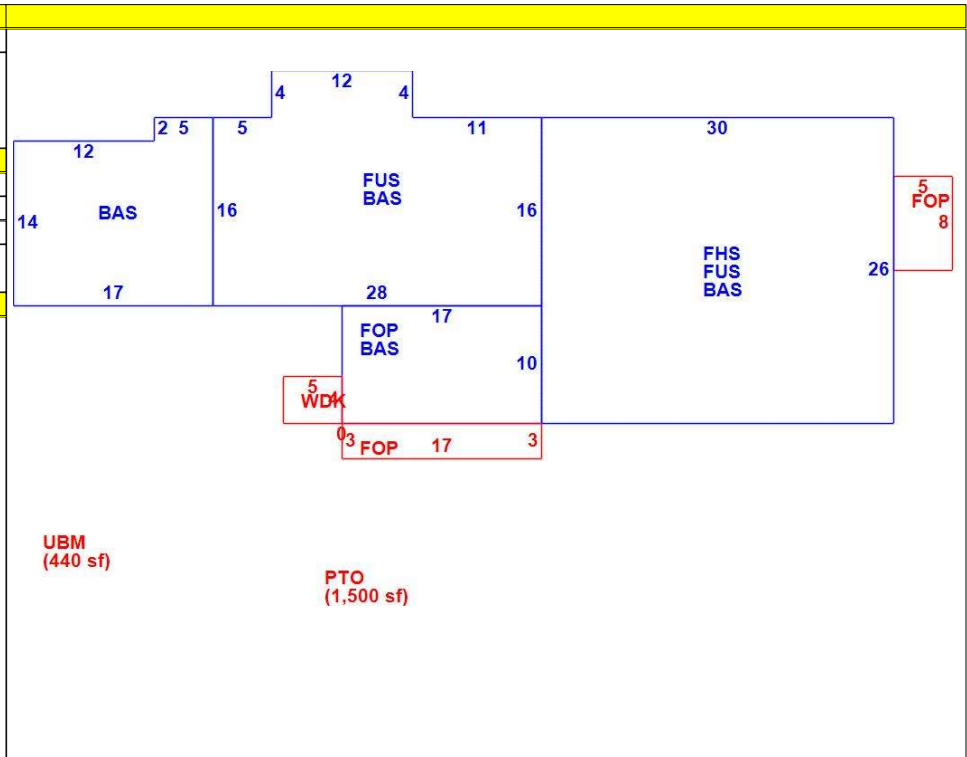 12
4 4
2 5 5 11 30
12
FUS
BAS
5
FOP
8
BAS
14 16 16
FHS
FUS
BAS
26
17 28
17
FOP
BAS
10
5
WDK
4
0
3 FOP 17 3
UBM
(440 sf)
PTO
(1,500 sf)